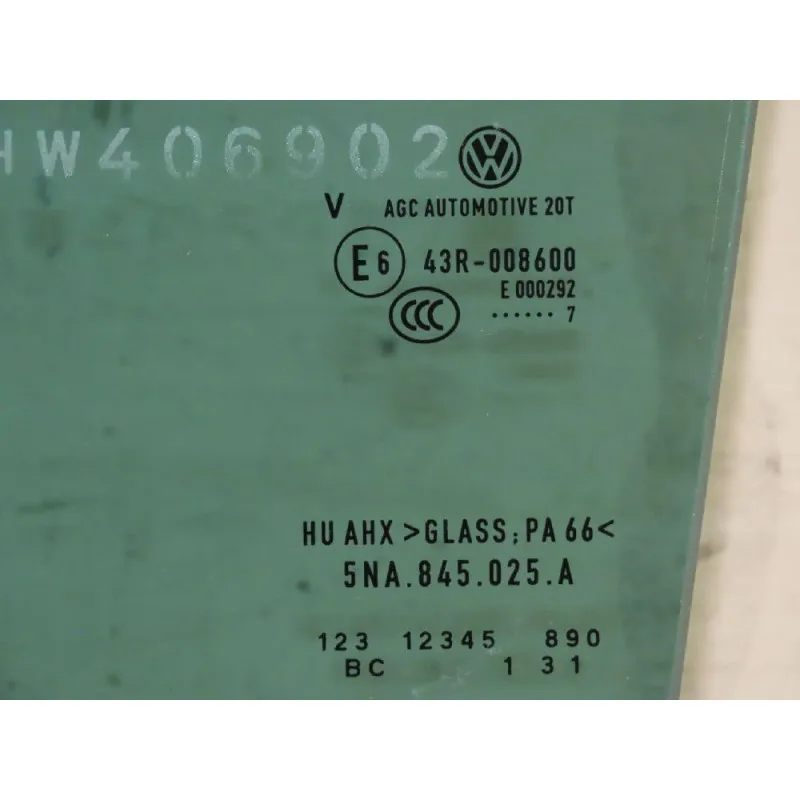 HW406902
V AGC AUTOMOTIVE 20T
E6 43R-008600
E 000292
CCC ...... 7
HU AHX >GLASS;PA 66<
5NA.845.025.A
123 12345 890
BC 1 31